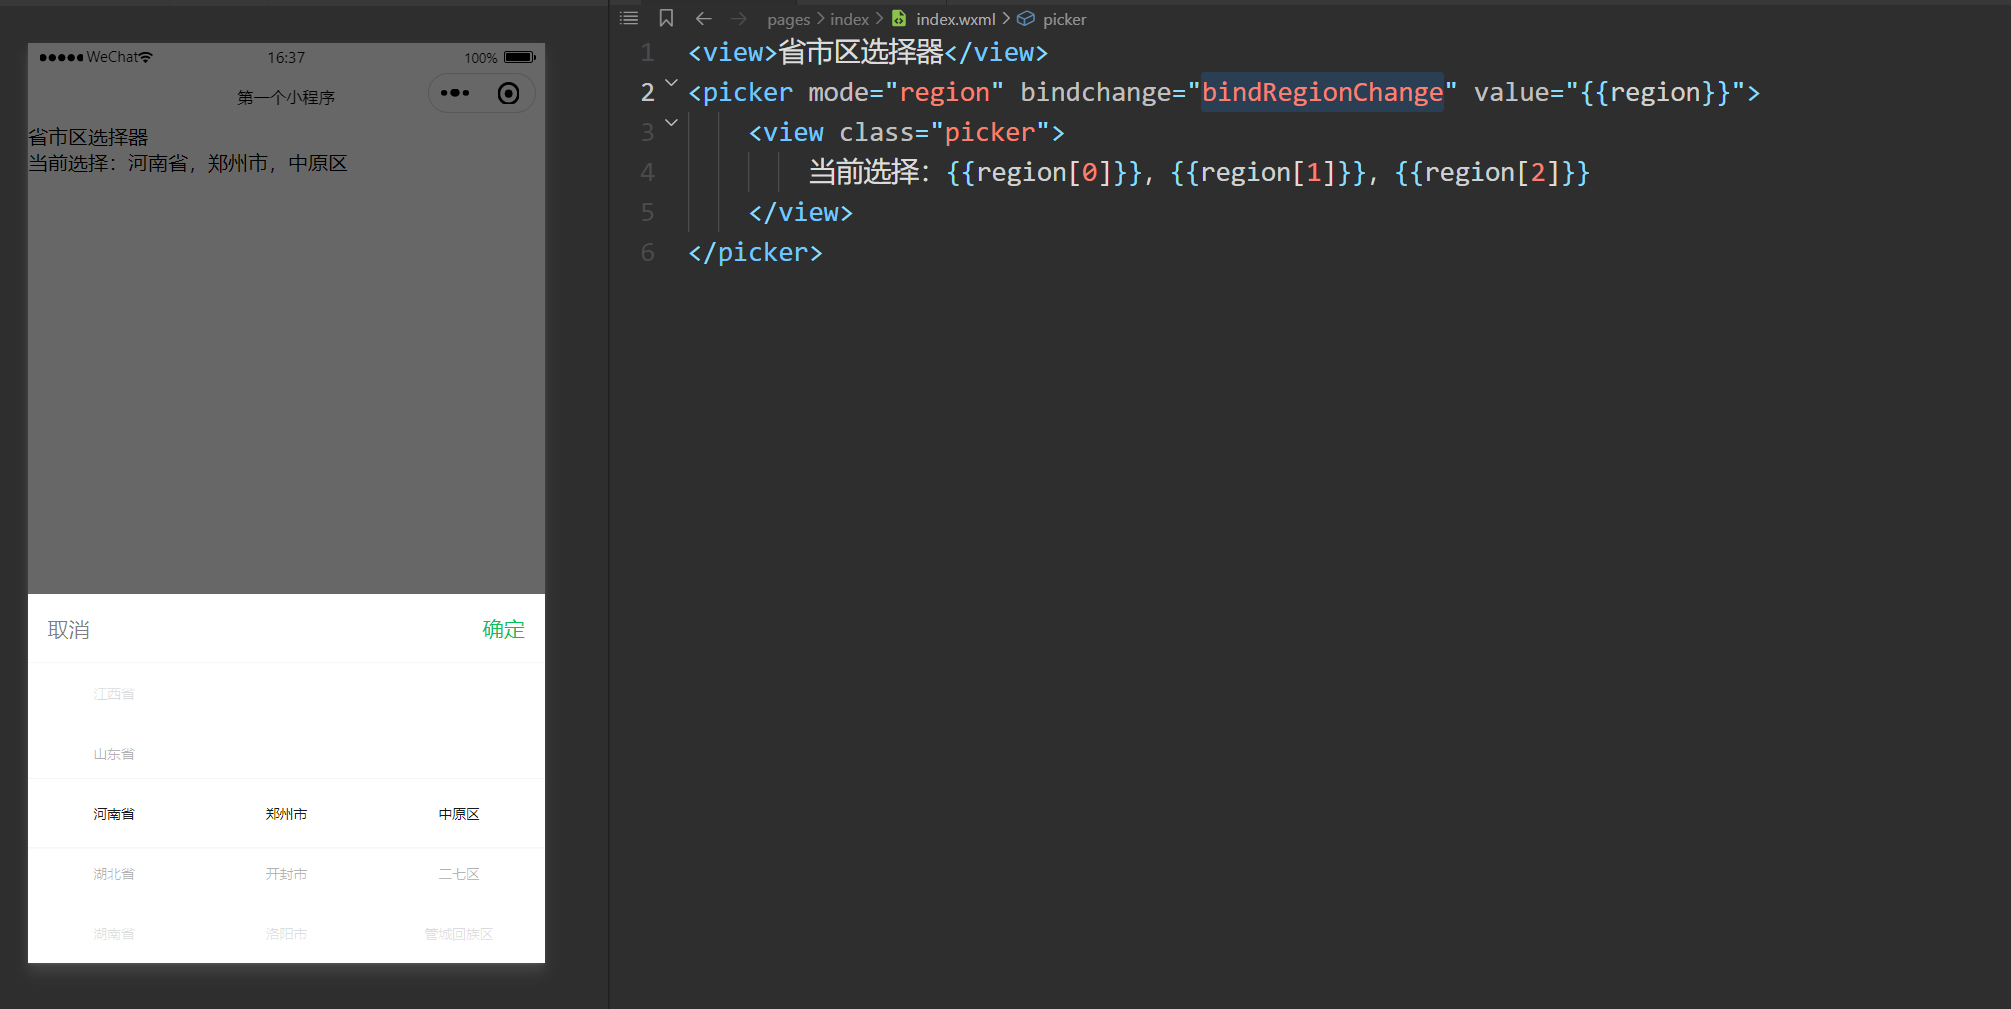 WeChat 16:37 100%
第一个小程序
省市区选择器
当前选择：河南省，郑州市，中原区
取消 确定
江西省
山东省
河南省 郑州市 中原区
湖北省 开封市 二七区
湖南省 洛阳市 管城回族区
pages index index.wxml picker
1 <view>省市区选择器</view>
2 <picker mode="region" bindchange="bindRegionChange" value="{{region}}">
3 <view class="picker">
4 当前选择：{{region[0]}}，{{region[1]}}，{{region[2]}}
5 </view>
6 </picker>